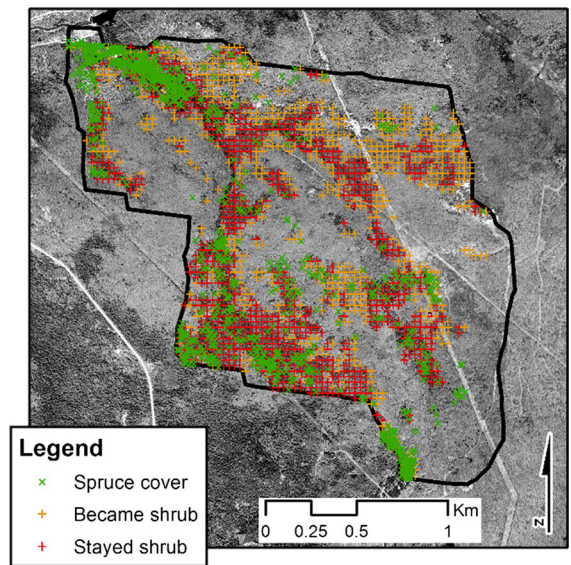 Legend
Spruce cover
Became shrub
Stayed shrub
Km
0 0.25 0.5 1
N